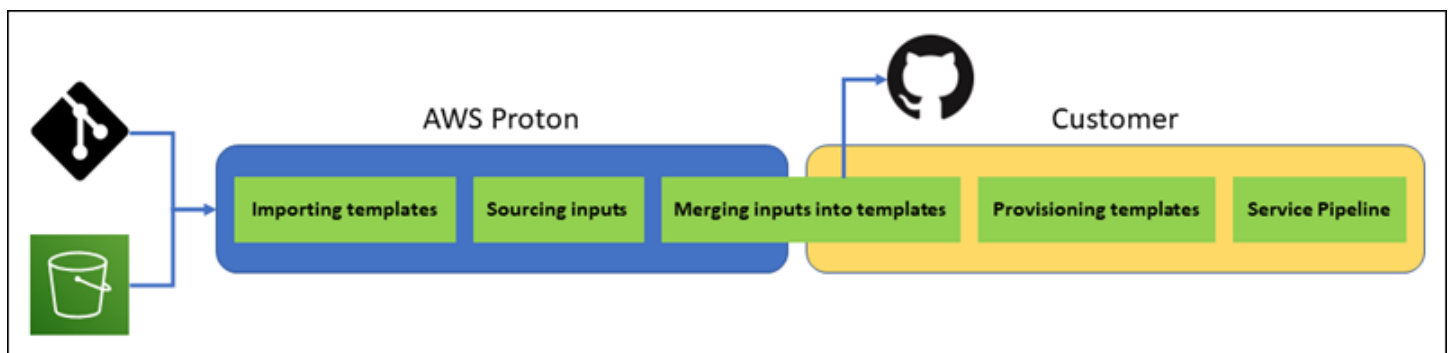 AWS Proton
Customer
Importing templates
Sourcing inputs
Merging inputs into templates
Provisioning templates
Service Pipeline